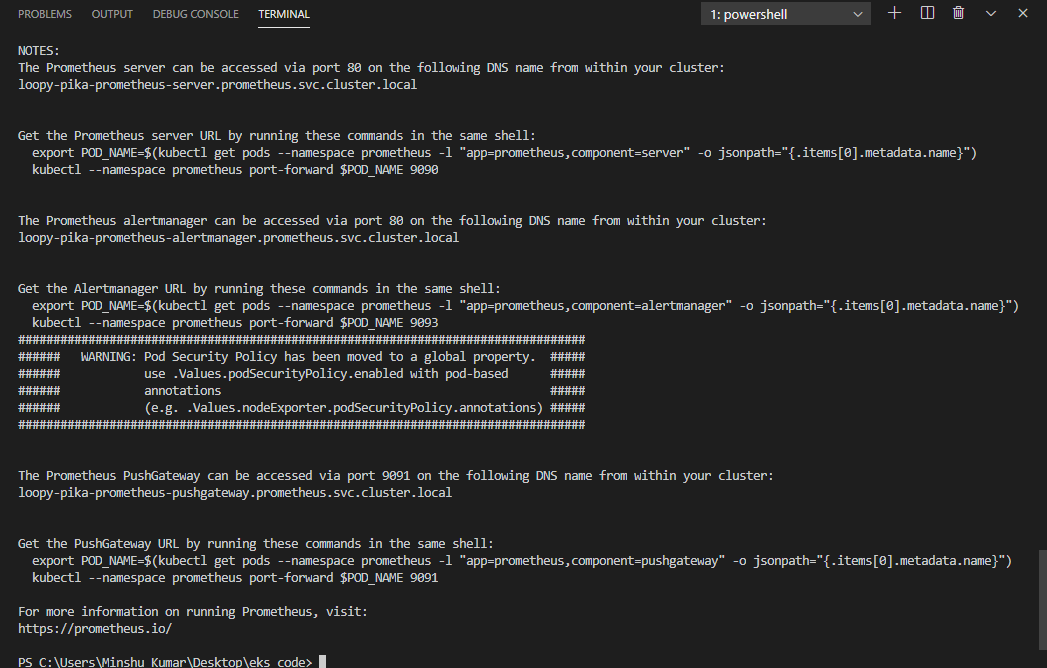 PROBLEMS OUTPUT DEBUG CONSOLE TERMINAL 1: powershell
NOTES:
The Prometheus server can be accessed via port 80 on the following DNS name from within your cluster:
loopy-pika-prometheus-server.prometheus.svc.cluster.local
Get the Prometheus server URL by running these commands in the same shell:
export POD_NAME=$(kubectl get pods --namespace prometheus -l "app=prometheus,component=server" -o jsonpath="{.items[0].metadata.name}")
kubectl --namespace prometheus port-forward $POD_NAME 9090
The Prometheus alertmanager can be accessed via port 80 on the following DNS name from within your cluster:
loopy-pika-prometheus-alertmanager.prometheus.svc.cluster.local
Get the Alertmanager URL by running these commands in the same shell:
export POD_NAME=$(kubectl get pods --namespace prometheus -l "app=prometheus,component=alertmanager" -o jsonpath="{.items[0].metadata.name}")
kubectl --namespace prometheus port-forward $POD_NAME 9093
#################################################################################
###### WARNING: Pod Security Policy has been moved to a global property. #####
###### use .Values.podSecurityPolicy.enabled with pod-based #####
###### annotations #####
###### (e.g. .Values.nodeExporter.podSecurityPolicy.annotations) #####
#################################################################################
The Prometheus PushGateway can be accessed via port 9091 on the following DNS name from within your cluster:
loopy-pika-prometheus-pushgateway.prometheus.svc.cluster.local
Get the PushGateway URL by running these commands in the same shell:
export POD_NAME=$(kubectl get pods --namespace prometheus -l "app=prometheus,component=pushgateway" -o jsonpath="{.items[0].metadata.name}")
kubectl --namespace prometheus port-forward $POD_NAME 9091
For more information on running Prometheus, visit:
https://prometheus.io/
PS C:\Users\Minshu Kumar\Desktop\eks code>